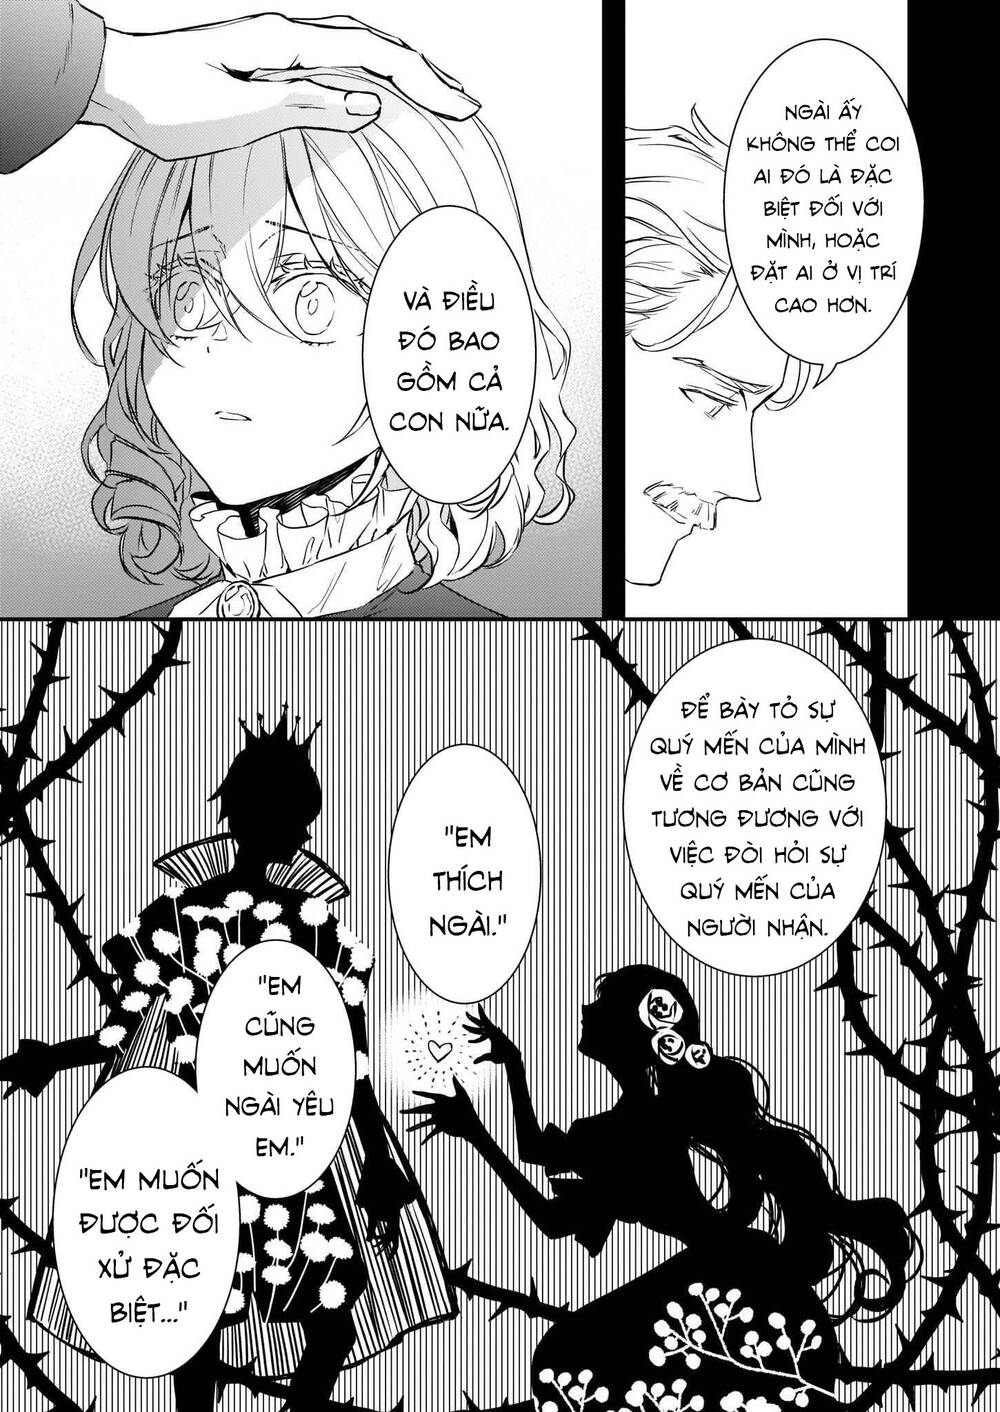 NGÀI ẤY
KHÔNG THỂ COI
AI ĐÓ LÀ ĐẶC
BIỆT ĐỐI VỚI
MÌNH, HOẶC
ĐẶT AI Ở VỊ TRÍ
CAO HƠN.
VÀ ĐIỀU
ĐÓ BAO
GỒM CẢ
CON NỮA.
ĐỂ BÀY TỎ SỰ
QUÝ MẾN CỦA MÌNH
VỀ CƠ BẢN CŨNG
TƯƠNG ĐƯƠNG VỚI
VIỆC ĐÒI HỎI SỰ
QUÝ MẾN CỦA
NGƯỜI NHẬN.
"EM
THÍCH
NGÀI."
"EM
CŨNG
MUỐN
NGÀI YÊU
EM."
"EM MUỐN
ĐƯỢC ĐỐI
XỬ ĐẶC
BIỆT..."